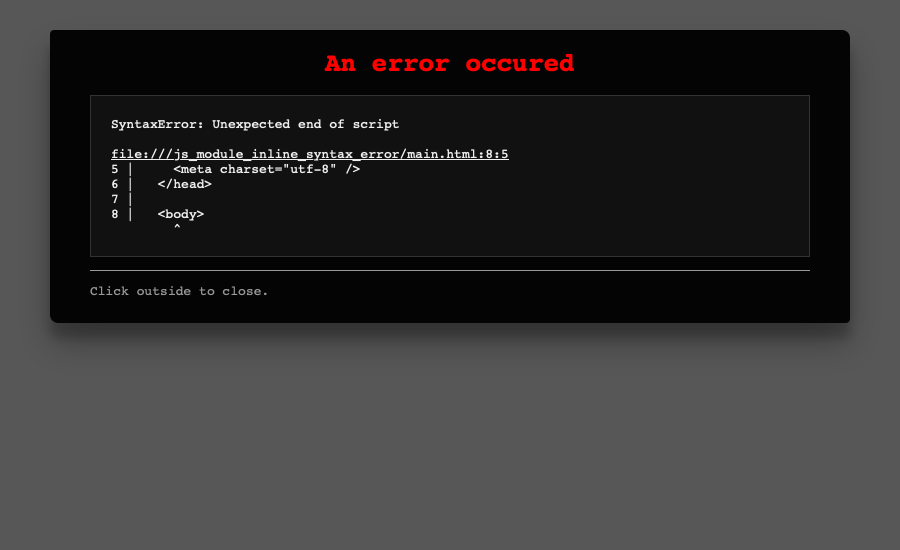 An error occured
SyntaxError: Unexpected end of script
file:///js_module_inline_syntax_error/main.html:8:5
5 |     <meta charset="utf-8" />
6 |   </head>
7 |
8 |   <body>
        ^
Click outside to close.